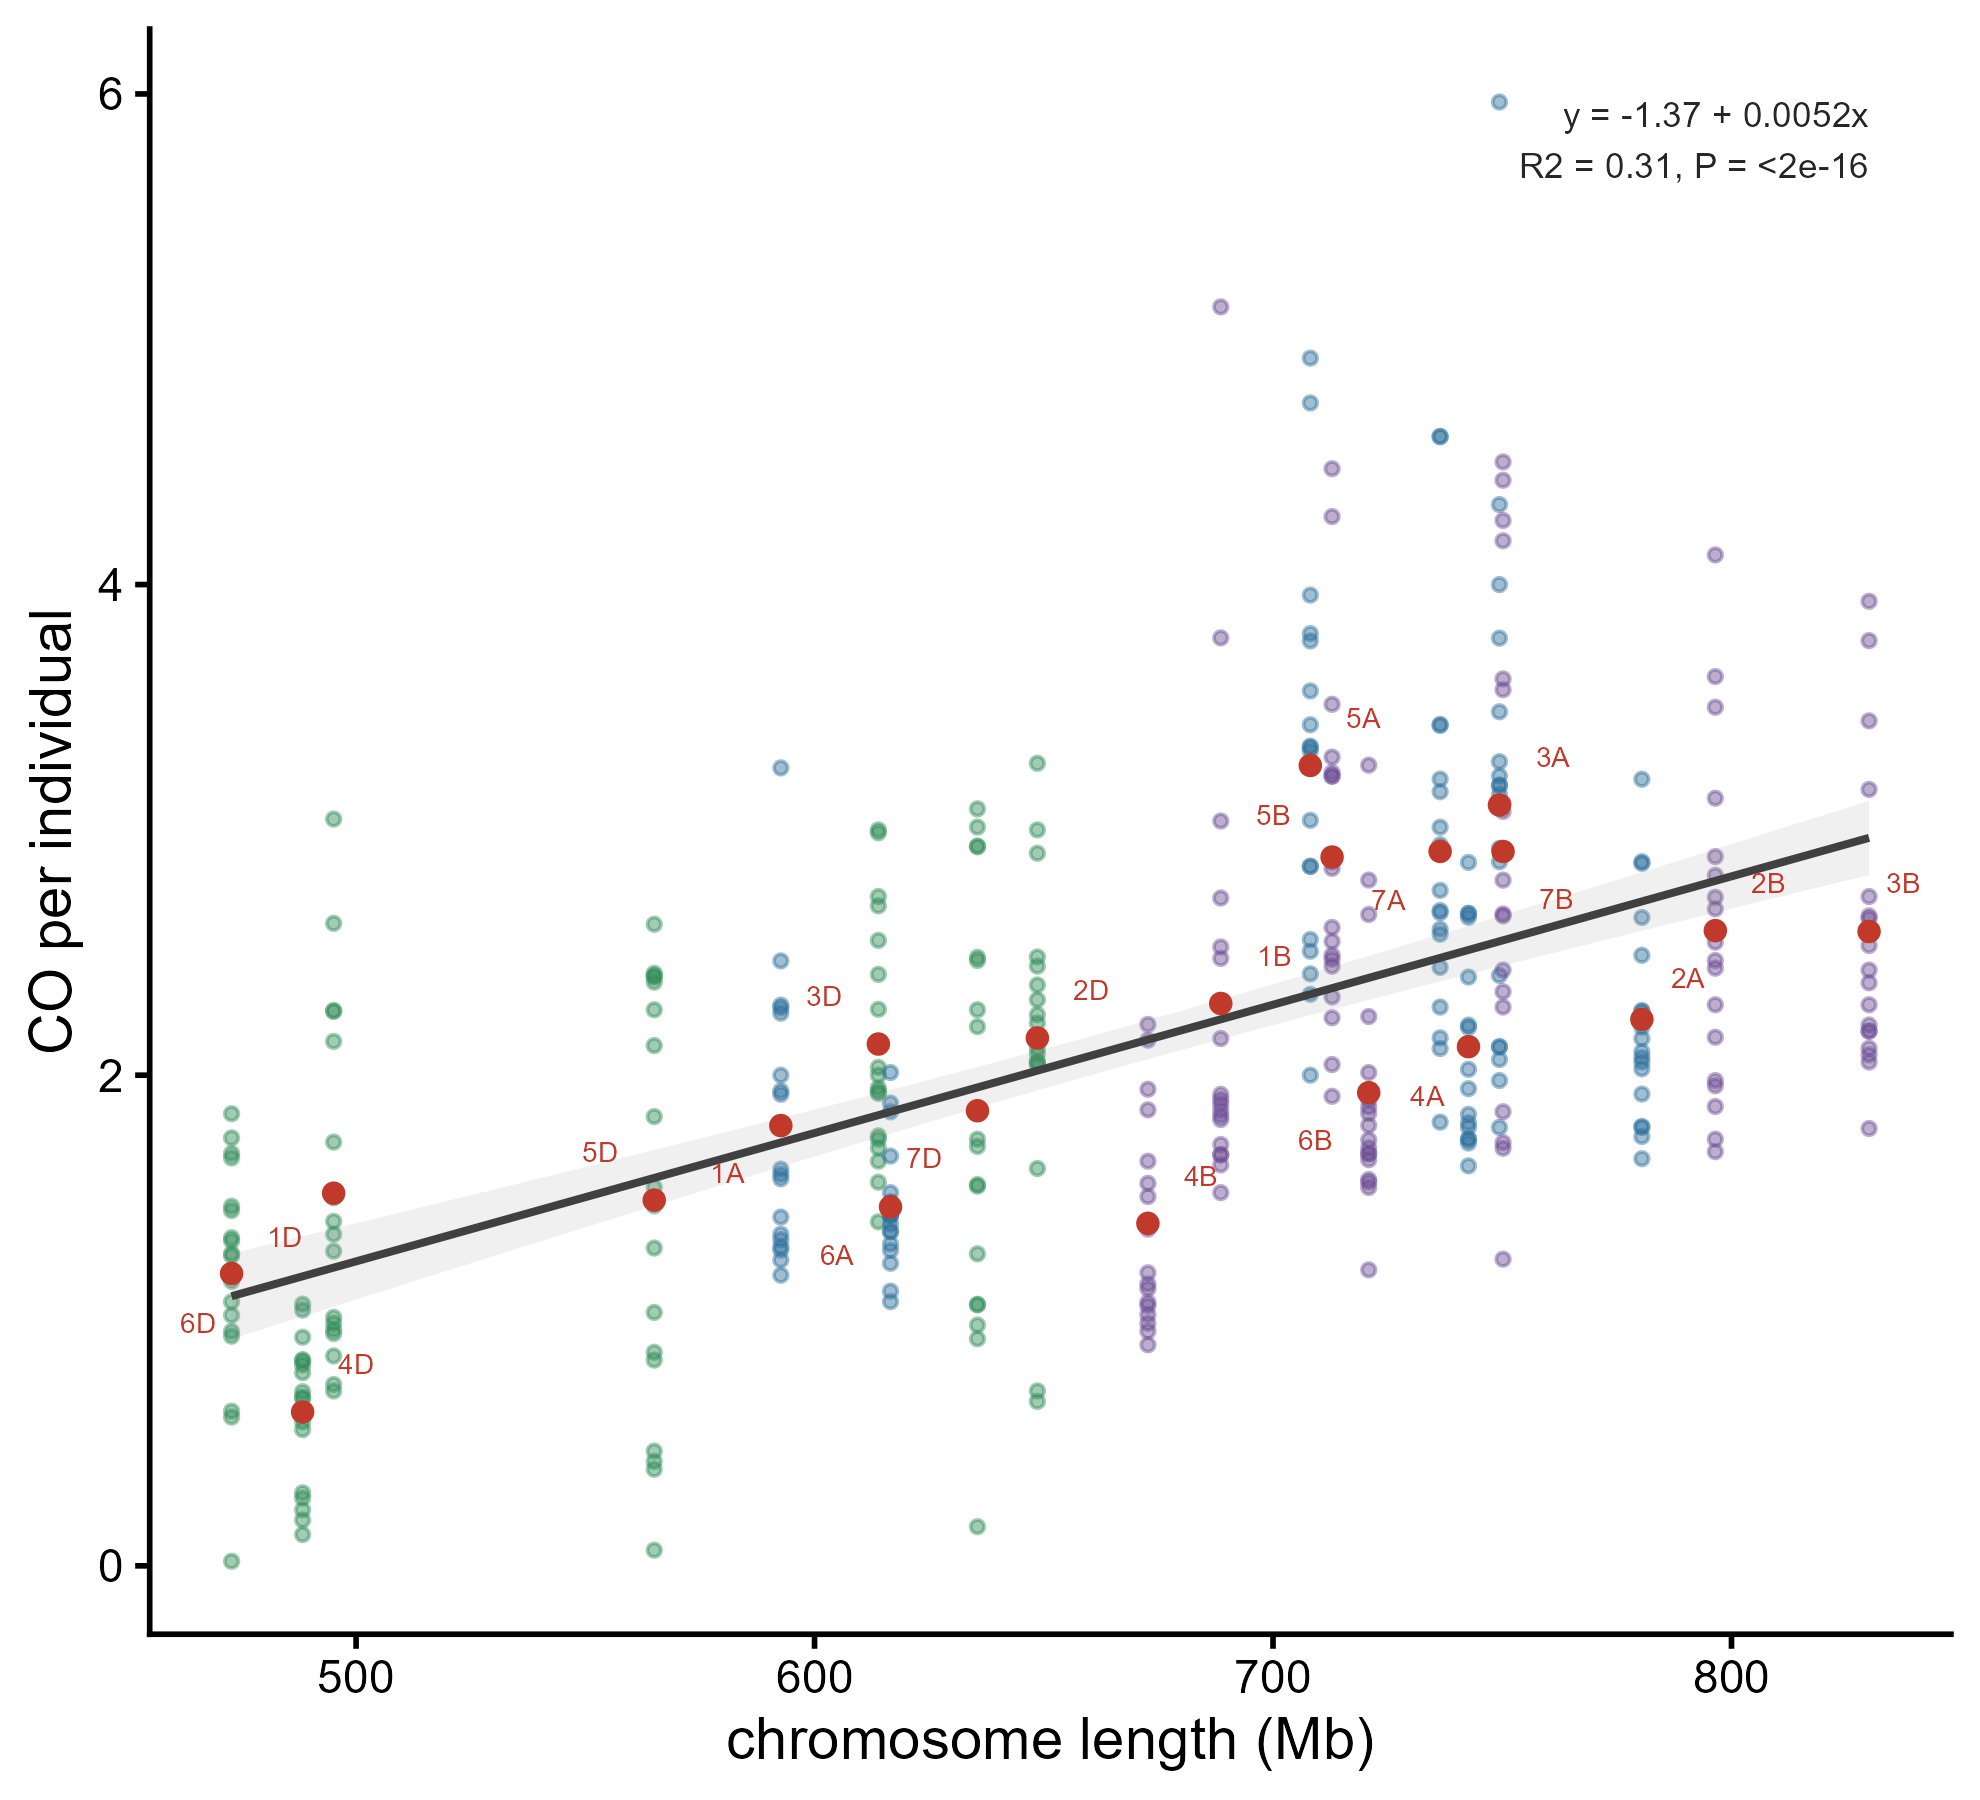 6
y = -1.37 + 0.0052x
R2 = 0.31, P = <2e-16
4
5A
3A
5B
7A
7B
2B
3B
1B
2A
3D
2D
CO per individual
2
4A
6B
5D
7D
1A
4B
1D
6A
6D
4D
0
500
600
700
800
chromosome length (Mb)